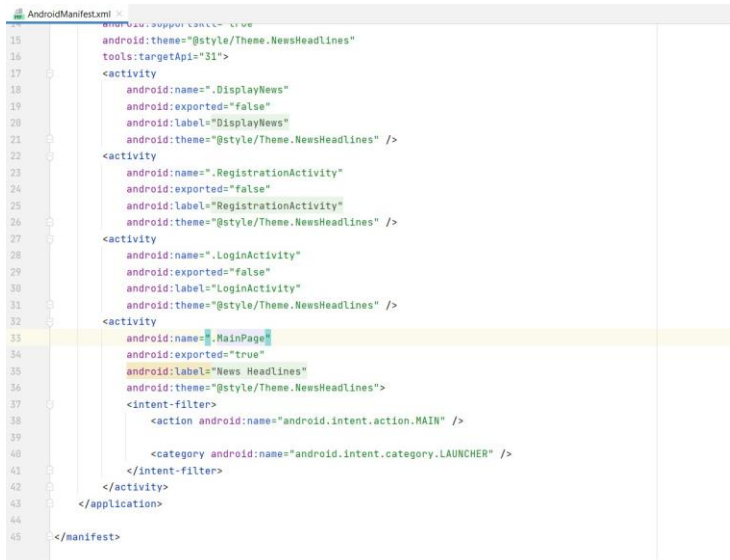 AndroidManifest.xml
14 android:supportsRtl="true"
15 android:theme="@style/Theme.NewsHeadlines"
16 tools:targetApi="31">
17 <activity
18 android:name=".DisplayNews"
19 android:exported="false"
20 android:label="DisplayNews"
21 android:theme="@style/Theme.NewsHeadlines" />
22 <activity
23 android:name=".RegistrationActivity"
24 android:exported="false"
25 android:label="RegistrationActivity"
26 android:theme="@style/Theme.NewsHeadlines" />
27 <activity
28 android:name=".LoginActivity"
29 android:exported="false"
30 android:label="LoginActivity"
31 android:theme="@style/Theme.NewsHeadlines" />
32 <activity
33 android:name=".MainPage"
34 android:exported="true"
35 android:label="News Headlines"
36 android:theme="@style/Theme.NewsHeadlines">
37 <intent-filter>
38 <action android:name="android.intent.action.MAIN" />
39
40 <category android:name="android.intent.category.LAUNCHER" />
41 </intent-filter>
42 </activity>
43 </application>
44
45 </manifest>